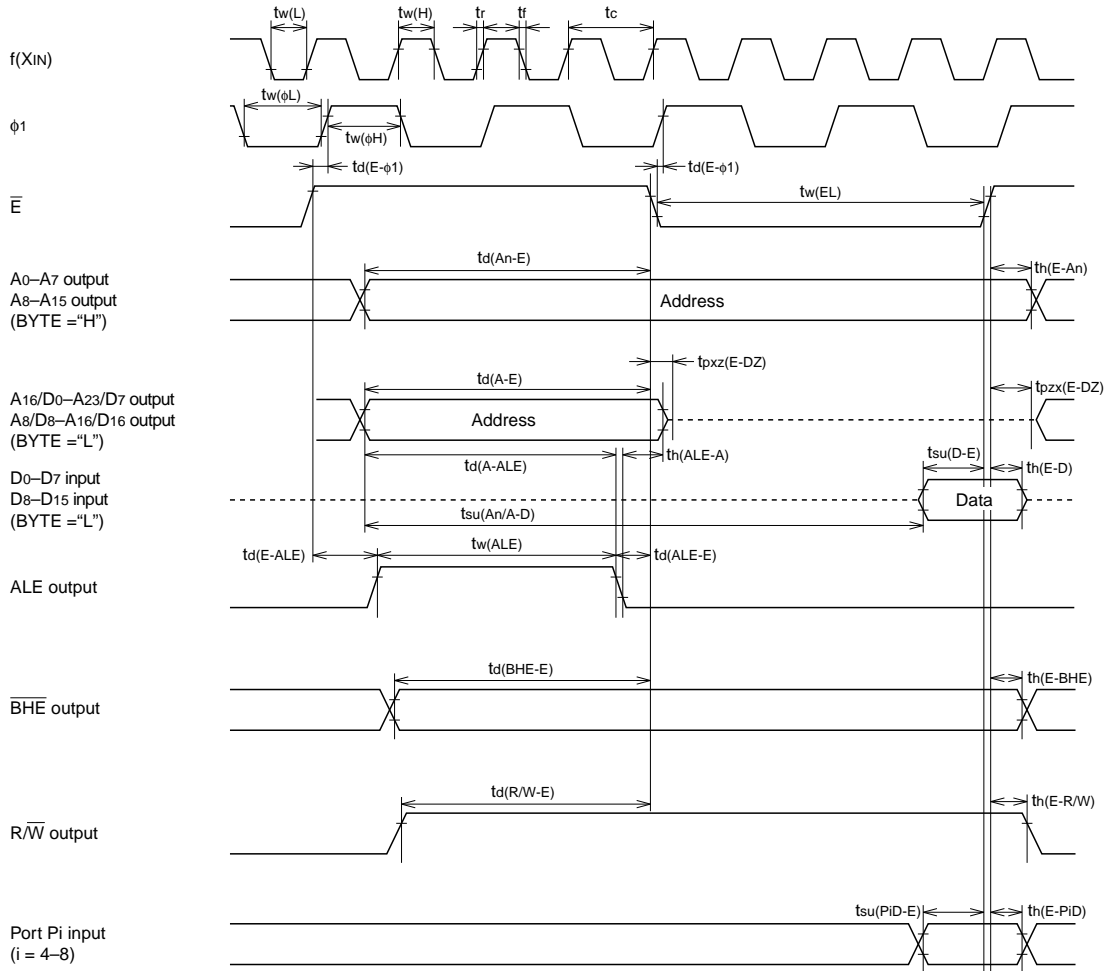 tw(L) tw(H) tr tf tc
f(XIN)
tw(ϕL)
ϕ1
tw(ϕH)
td(E-ϕ1) td(E-ϕ1)
tw(EL)
E̅
td(An-E) th(E-An)
A0–A7 output
A8–A15 output
(BYTE =“H”)
Address
tpxz(E-DZ)
td(A-E) tpzx(E-DZ)
A16/D0–A23/D7 output
A8/D8–A16/D16 output
(BYTE =“L”)
Address
td(A-ALE) th(ALE-A) tsu(D-E) th(E-D)
D0–D7 input
D8–D15 input
(BYTE =“L”)
Data
tsu(An/A-D)
td(E-ALE) tw(ALE) td(ALE-E)
ALE output
td(BHE-E) th(E-BHE)
B̅H̅E̅ output
td(R/W-E) th(E-R/W)
R/W̅ output
tsu(PiD-E) th(E-PiD)
Port Pi input
(i = 4–8)